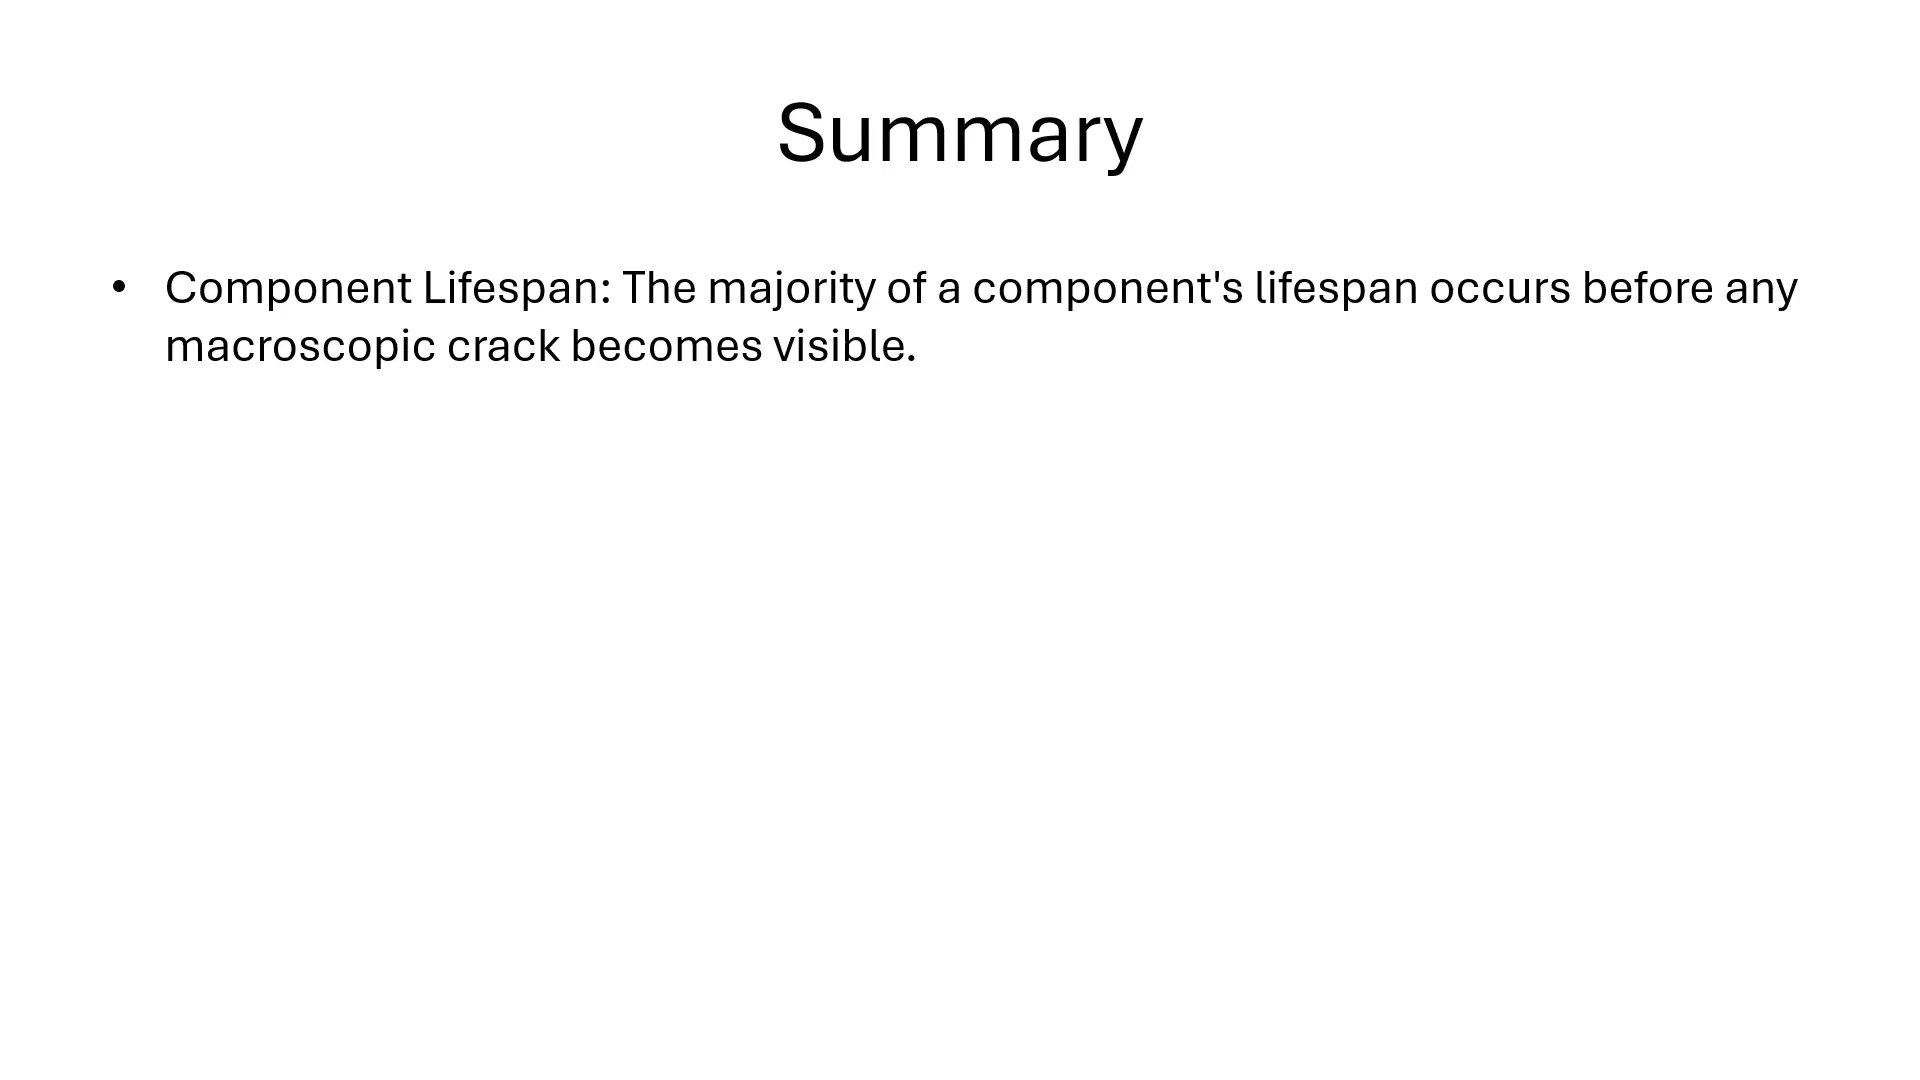 Summary
• Component Lifespan: The majority of a component's lifespan occurs before any
macroscopic crack becomes visible.